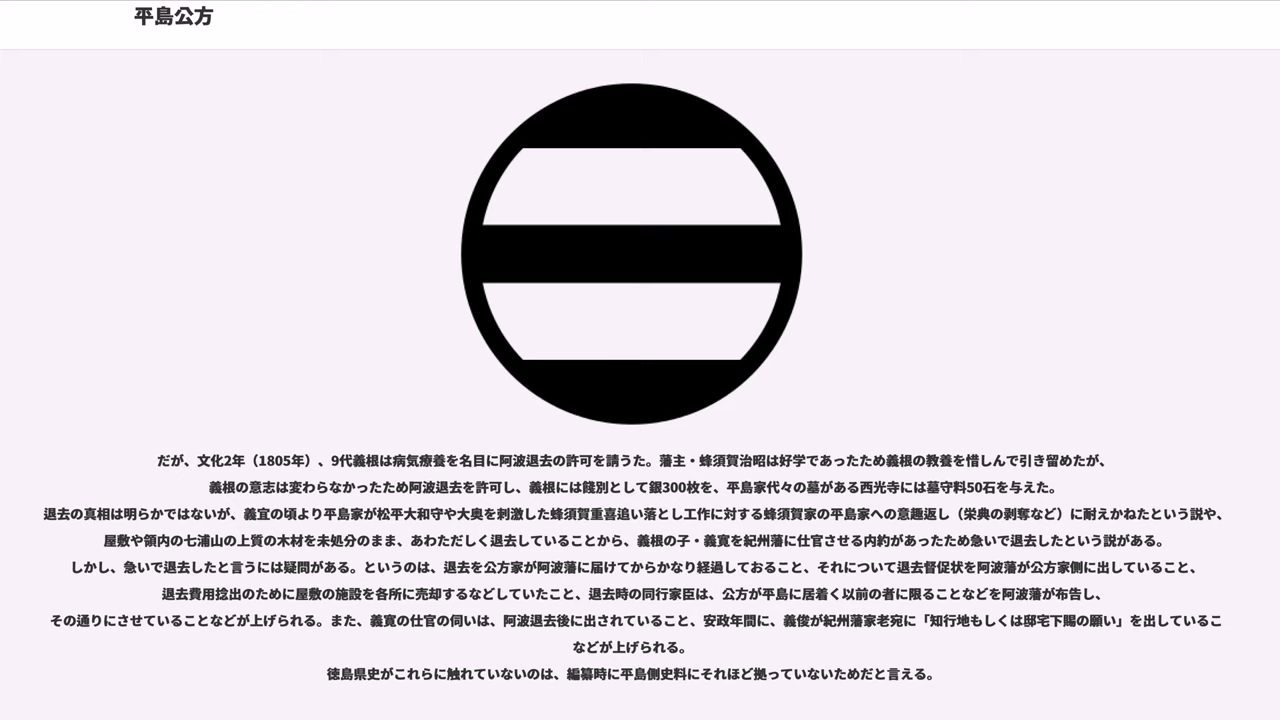 平島公方
だが、文化2年（1805年）、9代義根は病気療養を名目に阿波退去の許可を請うた。藩主・蜂須賀治昭は好学であったため義根の教養を惜しんで引き留めたが、
義根の意志は変わらなかったため阿波退去を許可し、義根には餞別として銀300枚を、平島家代々の墓がある西光寺には墓守料50石を与えた。
退去の真相は明らかではないが、義宜の頃より平島家が松平大和守や大奥を刺激した蜂須賀重喜追い落とし工作に対する蜂須賀家の平島家への意趣返し（栄典の剥奪など）に耐えかねたという説や、
屋敷や領内の七浦山の上質の木材を未処分のまま、あわただしく退去していることから、義根の子・義寛を紀州藩に仕官させる内約があったため急いで退去したという説がある。
しかし、急いで退去したと言うには疑問がある。というのは、退去を公方家が阿波藩に届けてからかなり経過しておること、それについて退去督促状を阿波藩が公方家側に出していること、
退去費用捻出のために屋敷の施設を各所に売却するなどしていたこと、退去時の同行家臣は、公方が平島に居着く以前の者に限ることなどを阿波藩が布告し、
その通りにさせていることなどが上げられる。また、義寛の仕官の伺いは、阿波退去後に出されていること、安政年間に、義俊が紀州藩家老宛に「知行地もしくは邸宅下賜の願い」を出しているこ
などが上げられる。
徳島県史がこれらに触れていないのは、編纂時に平島側史料にそれほど拠っていないためだと言える。